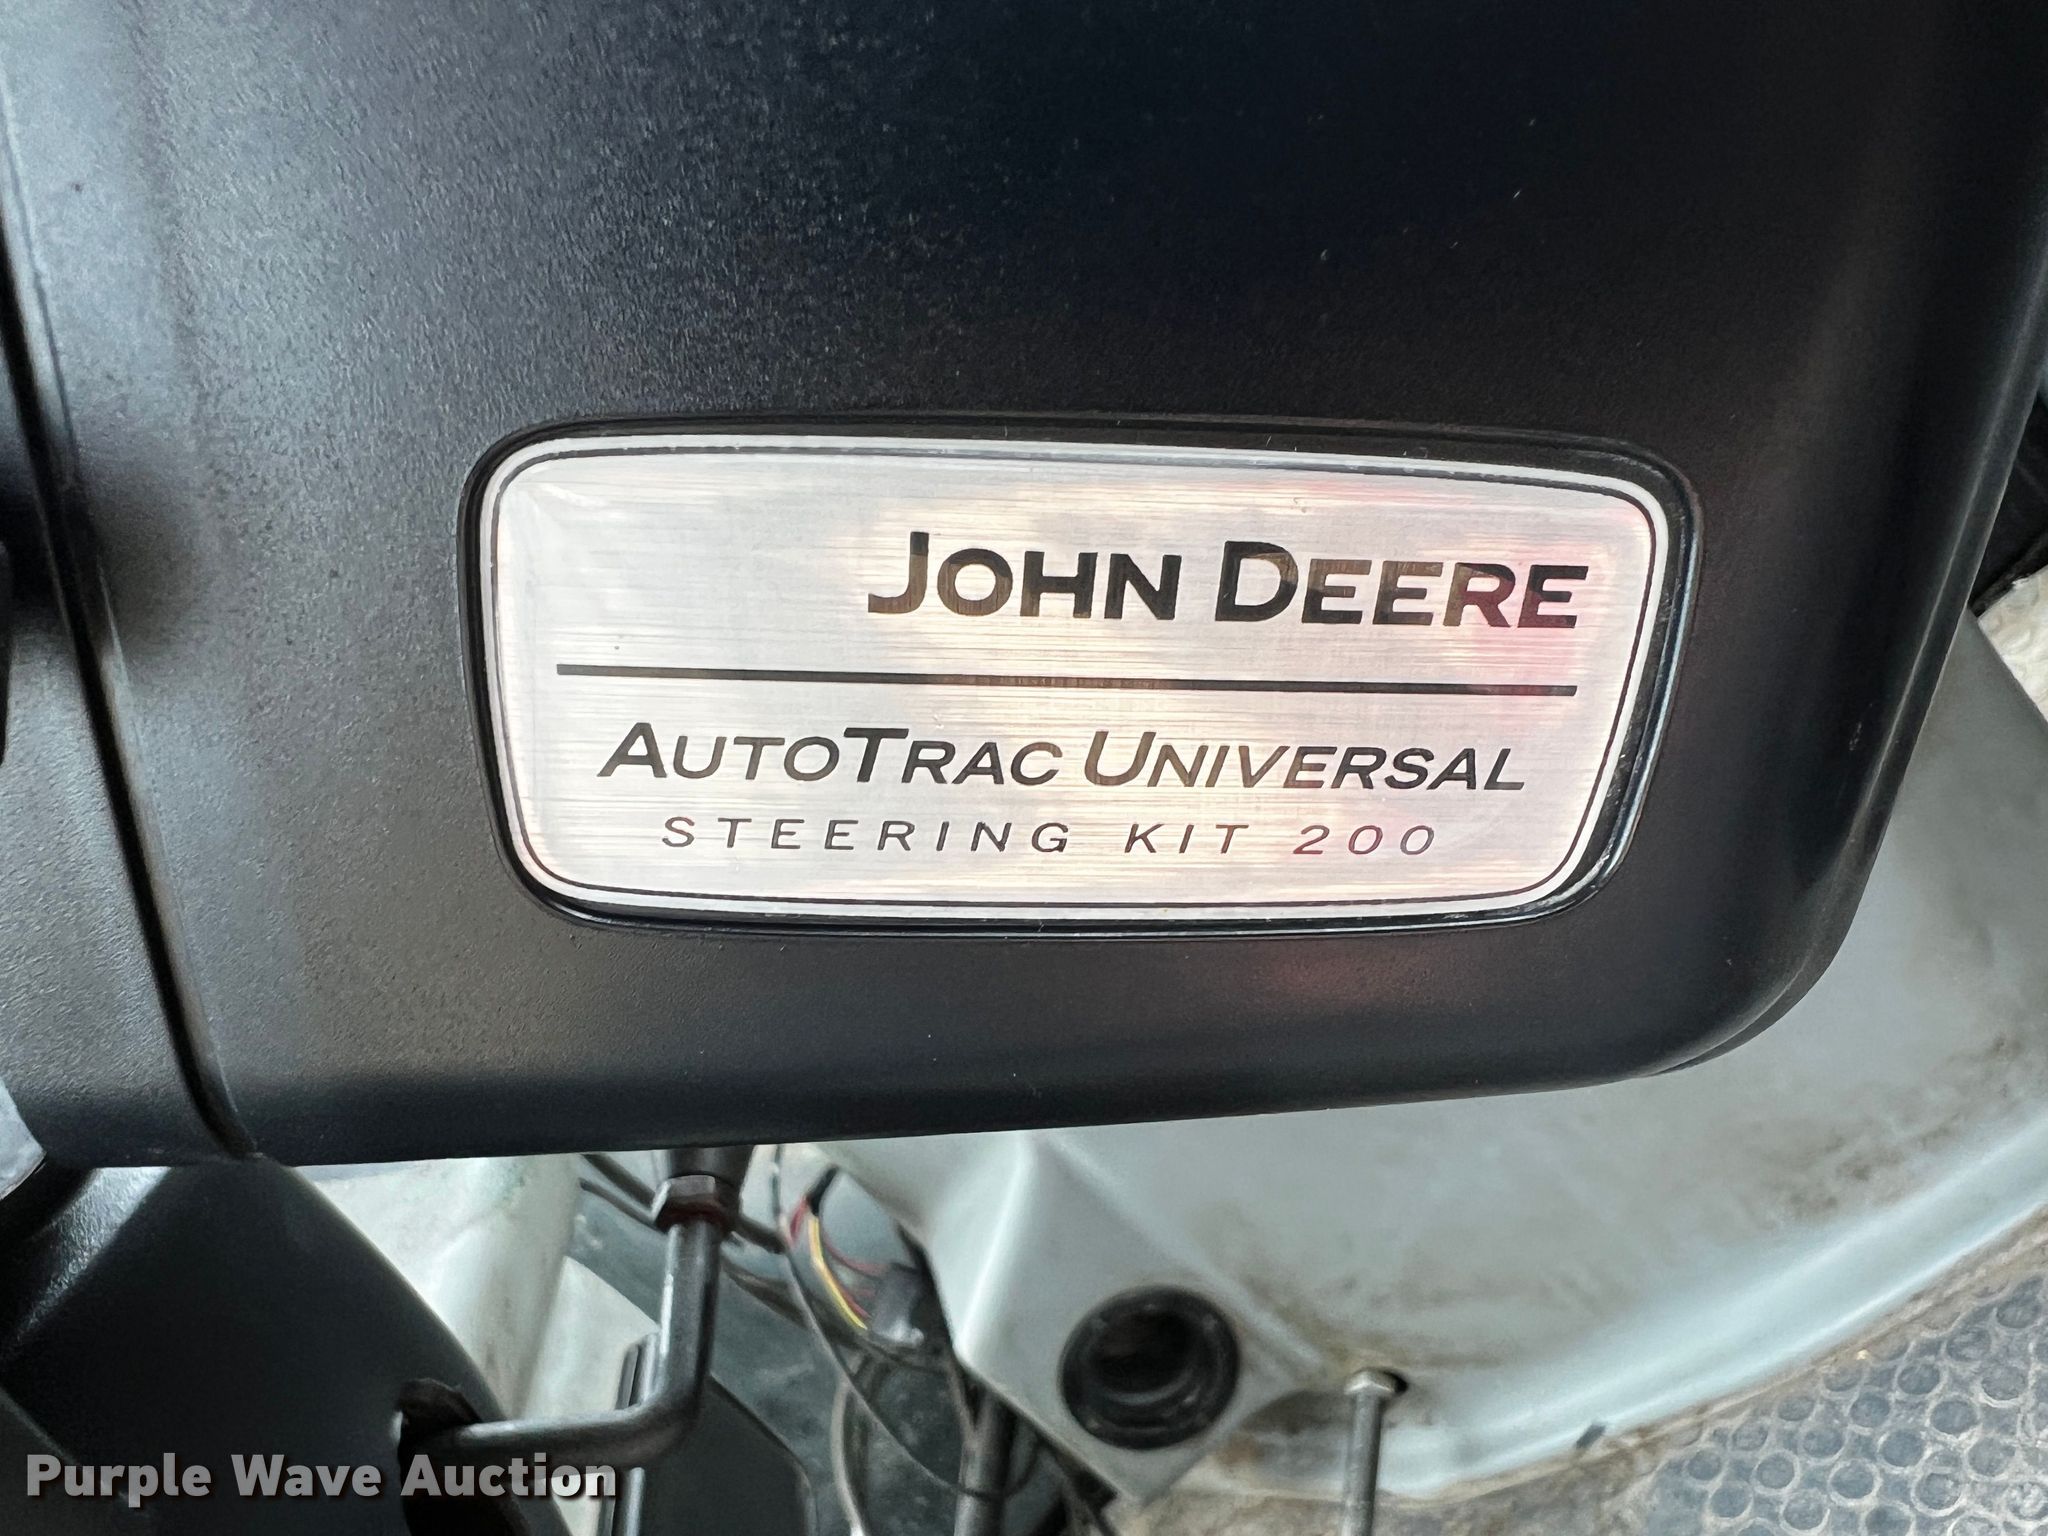 JOHN DEERE
AUTOTRAC UNIVERSAL
STEERING KIT 200
Purple Wave Auction